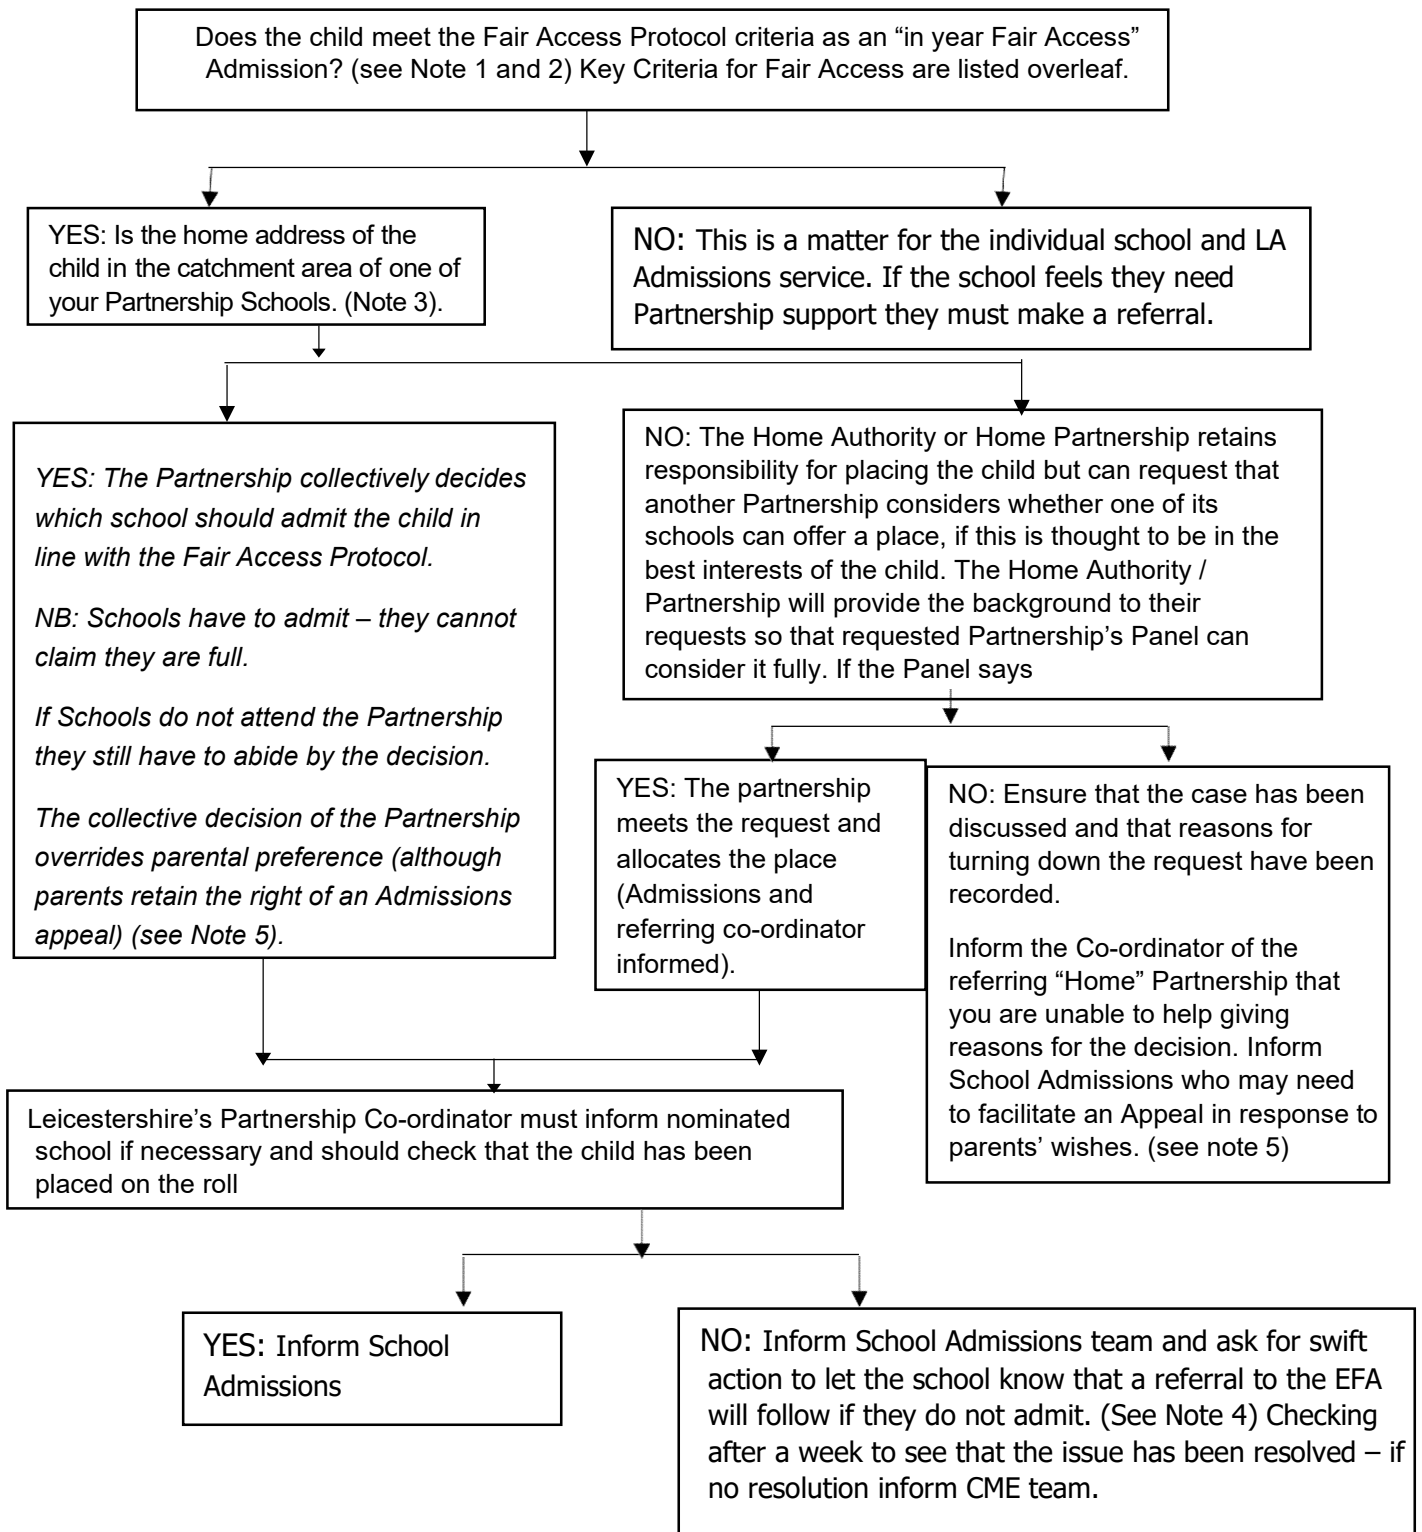 Does the child meet the Fair Access Protocol criteria as an “in year Fair Access”
Admission? (see Note 1 and 2) Key Criteria for Fair Access are listed overleaf.
YES: Is the home address of the
child in the catchment area of one of
your Partnership Schools. (Note 3).
NO: This is a matter for the individual school and LA
Admissions service. If the school feels they need
Partnership support they must make a referral.
YES: The Partnership collectively decides
which school should admit the child in
line with the Fair Access Protocol.
NB: Schools have to admit – they cannot
claim they are full.
If Schools do not attend the Partnership
they still have to abide by the decision.
The collective decision of the Partnership
overrides parental preference (although
parents retain the right of an Admissions
appeal) (see Note 5).
NO: The Home Authority or Home Partnership retains
responsibility for placing the child but can request that
another Partnership considers whether one of its
schools can offer a place, if this is thought to be in the
best interests of the child. The Home Authority /
Partnership will provide the background to their
requests so that requested Partnership’s Panel can
consider it fully. If the Panel says
YES: The partnership
meets the request and
allocates the place
(Admissions and
referring co-ordinator
informed).
NO: Ensure that the case has been
discussed and that reasons for
turning down the request have been
recorded.
Inform the Co-ordinator of the
referring “Home” Partnership that
you are unable to help giving
reasons for the decision. Inform
School Admissions who may need
to facilitate an Appeal in response to
parents’ wishes. (see note 5)
Leicestershire’s Partnership Co-ordinator must inform nominated
school if necessary and should check that the child has been
placed on the roll
YES: Inform School
Admissions
NO: Inform School Admissions team and ask for swift
action to let the school know that a referral to the EFA
will follow if they do not admit. (See Note 4) Checking
after a week to see that the issue has been resolved – if
no resolution inform CME team.